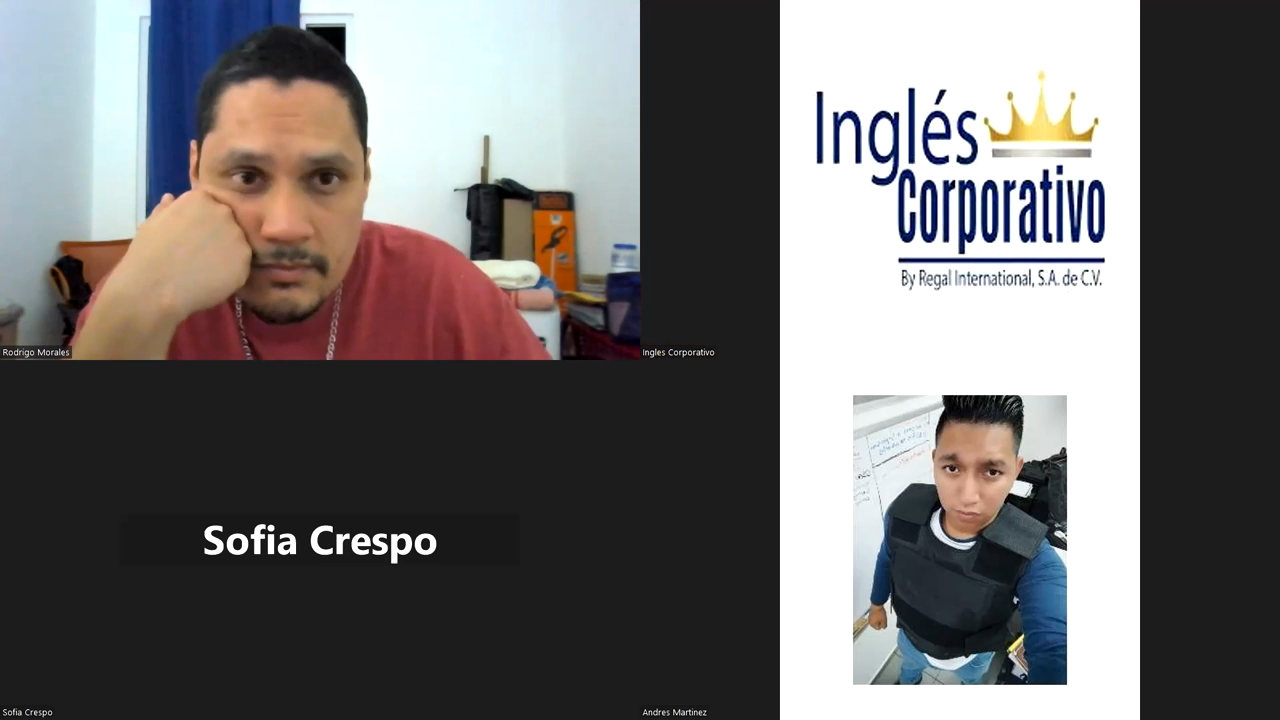 Inglés
Corporativo
By Regal International, S.A. de C.V.
Rodrigo Morales
Ingles Corporativo
Sofia Crespo
Sofia Crespo
Andres Martinez